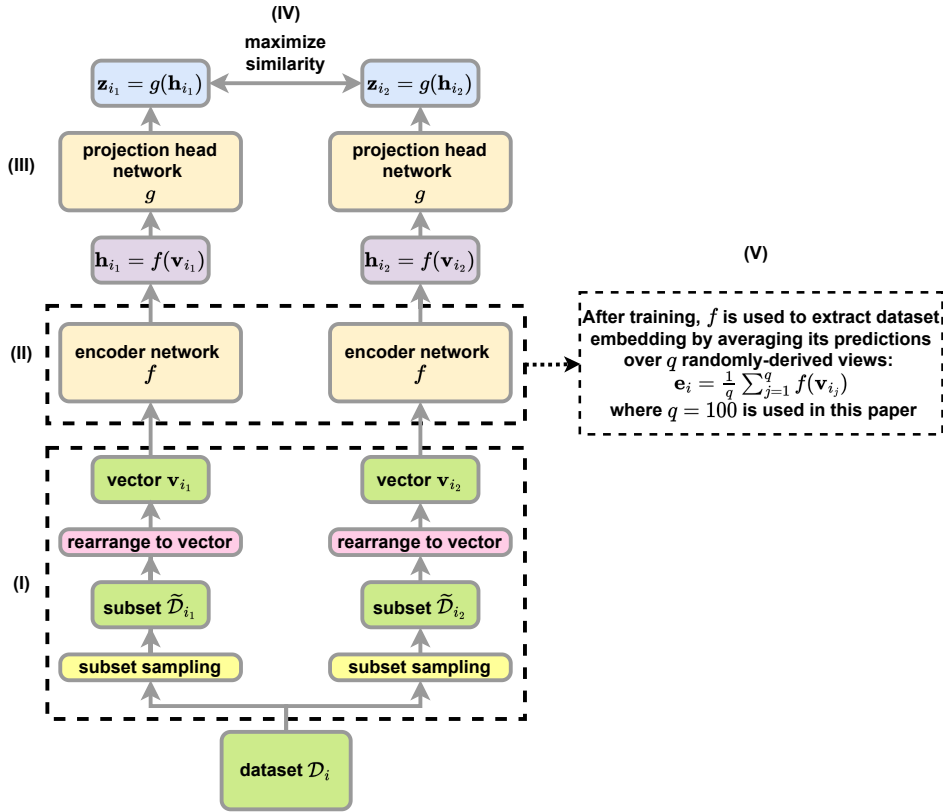 (IV)
maximize
similarity
𝐳_{i_1} = g(𝐡_{i_1})
𝐳_{i_2} = g(𝐡_{i_2})
(III)
projection head
network
g
projection head
network
g
𝐡_{i_1} = f(𝐯_{i_1})
𝐡_{i_2} = f(𝐯_{i_2})
(V)
(II)
encoder network
f
encoder network
f
After training, f is used to extract dataset
embedding by averaging its predictions
over q randomly-derived views:
𝐞_i = \frac{1}{q} ∑_{j=1}^{q} f(𝐯_{i_j})
where q = 100 is used in this paper
(I)
vector 𝐯_{i_1}
vector 𝐯_{i_2}
rearrange to vector
rearrange to vector
subset \widetilde{𝒟}_{i_1}
subset \widetilde{𝒟}_{i_2}
subset sampling
subset sampling
dataset 𝒟_i